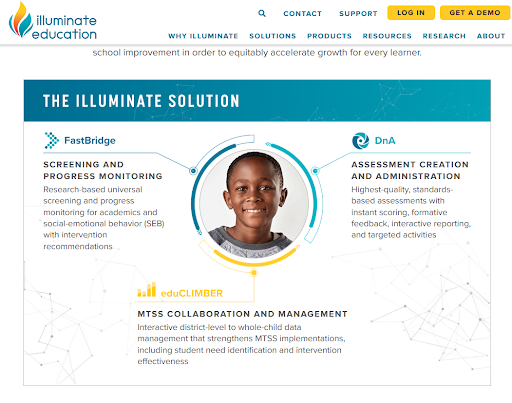 illuminate
education
CONTACT SUPPORT LOG IN GET A DEMO
WHY ILLUMINATE SOLUTIONS PRODUCTS RESOURCES RESEARCH ABOUT
school improvement in order to equitably accelerate growth for every learner.
THE ILLUMINATE SOLUTION
FastBridge
SCREENING AND
PROGRESS MONITORING
Research-based universal
screening and progress
monitoring for academics and
social-emotional behavior (SEB)
with intervention
recommendations
DnA
ASSESSMENT CREATION
AND ADMINISTRATION
Highest-quality, standards-
based assessments with
instant scoring, formative
feedback, interactive reporting,
and targeted activities
eduCLIMBER
MTSS COLLABORATION AND MANAGEMENT
Interactive district-level to whole-child data
management that strengthens MTSS implementations,
including student need identification and intervention
effectiveness